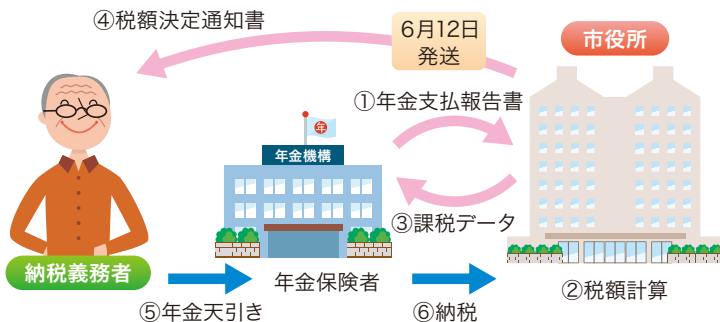 ④税額決定通知書
6月12日
発送
市役所
①年金支払報告書
年
年金機構
③課税データ
納税義務者
年金保険者
②税額計算
⑤年金天引き
⑥納税